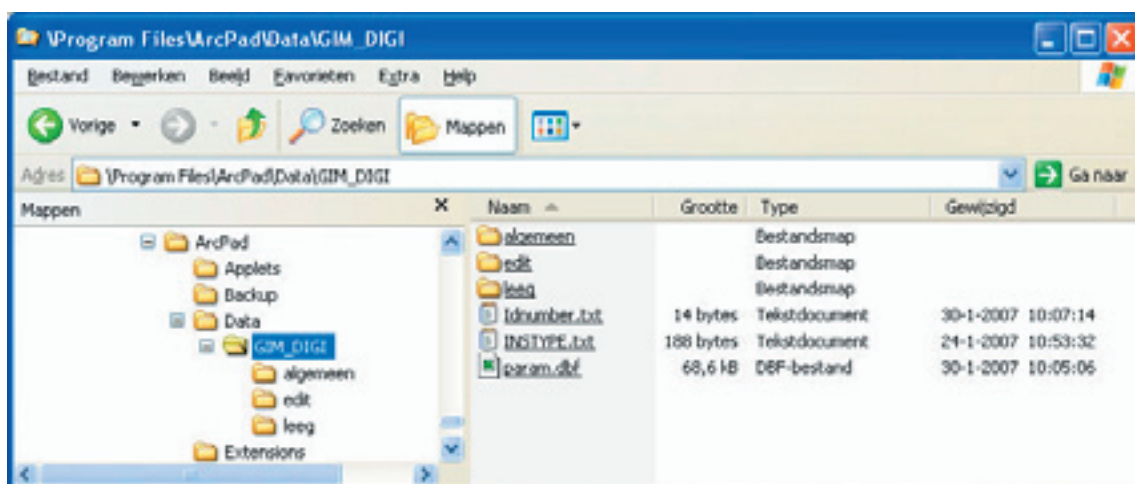 \Program Files\ArcPad\Data\GIM_DIGI
Bestand Bewerken Beeld Favorieten Extra Help
Vorige Zoeken Mappen
Adres \Program Files\ArcPad\Data\GIM_DIGI Ga naar
Mappen
ArcPad
Applets
Backup
Data
GIM_DIGI
algemeen
edit
leeg
Extensions
Naam Grootte Type Gewijzigd
algemeen Bestandsmap
edit Bestandsmap
leeg Bestandsmap
Idnumber.txt 14 bytes Tekstdocument 30-1-2007 10:07:14
INSTYPE.txt 188 bytes Tekstdocument 24-1-2007 10:53:32
param.dbf 68,6 kB DBF-bestand 30-1-2007 10:05:06